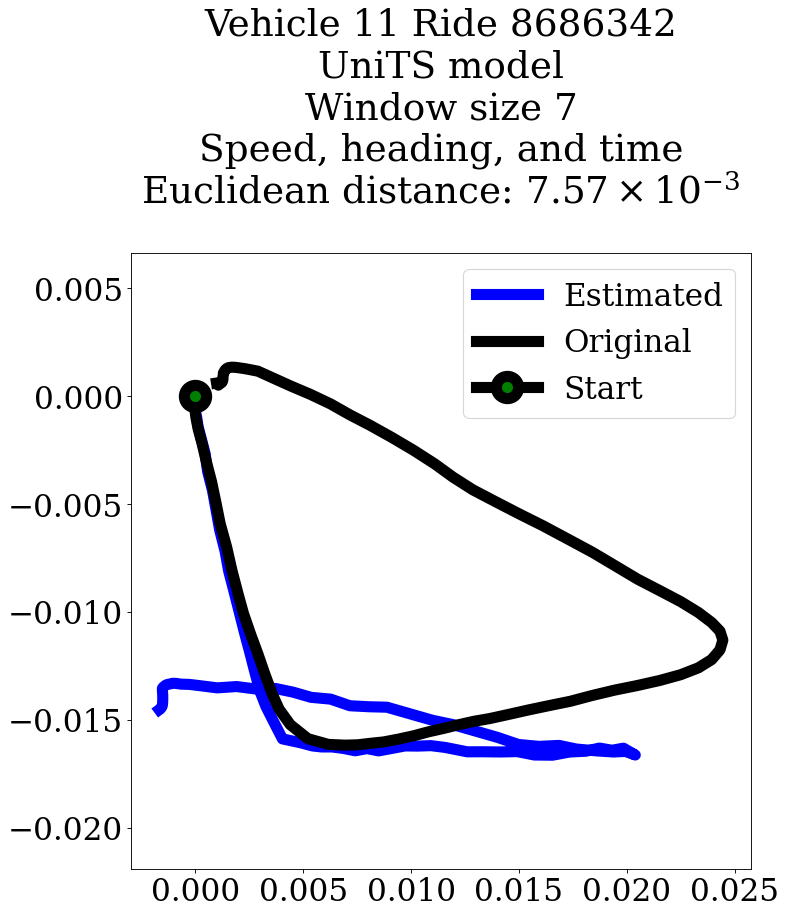 Vehicle 11 Ride 8686342
UniTS model
Window size 7
Speed, heading, and time
Euclidean distance: 7.57 × 10⁻³
Estimated
Original
Start
0.005
0.000
−0.005
−0.010
−0.015
−0.020
0.000 0.005 0.010 0.015 0.020 0.025